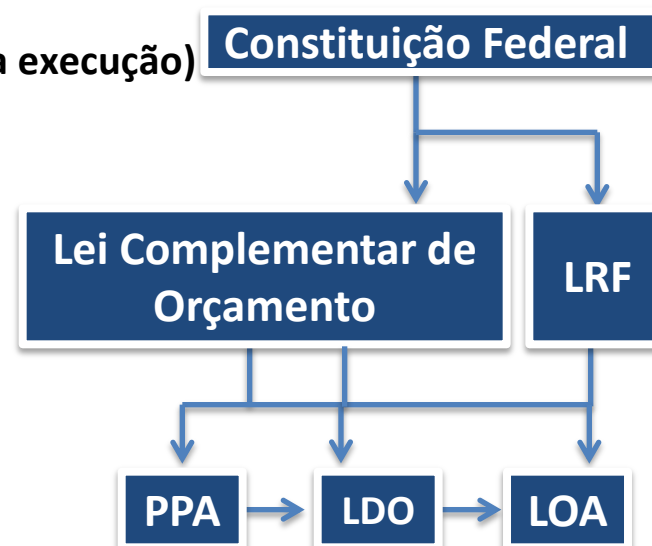 a execução)
Constituição Federal
Lei Complementar de
Orçamento
LRF
PPA
LDO
LOA